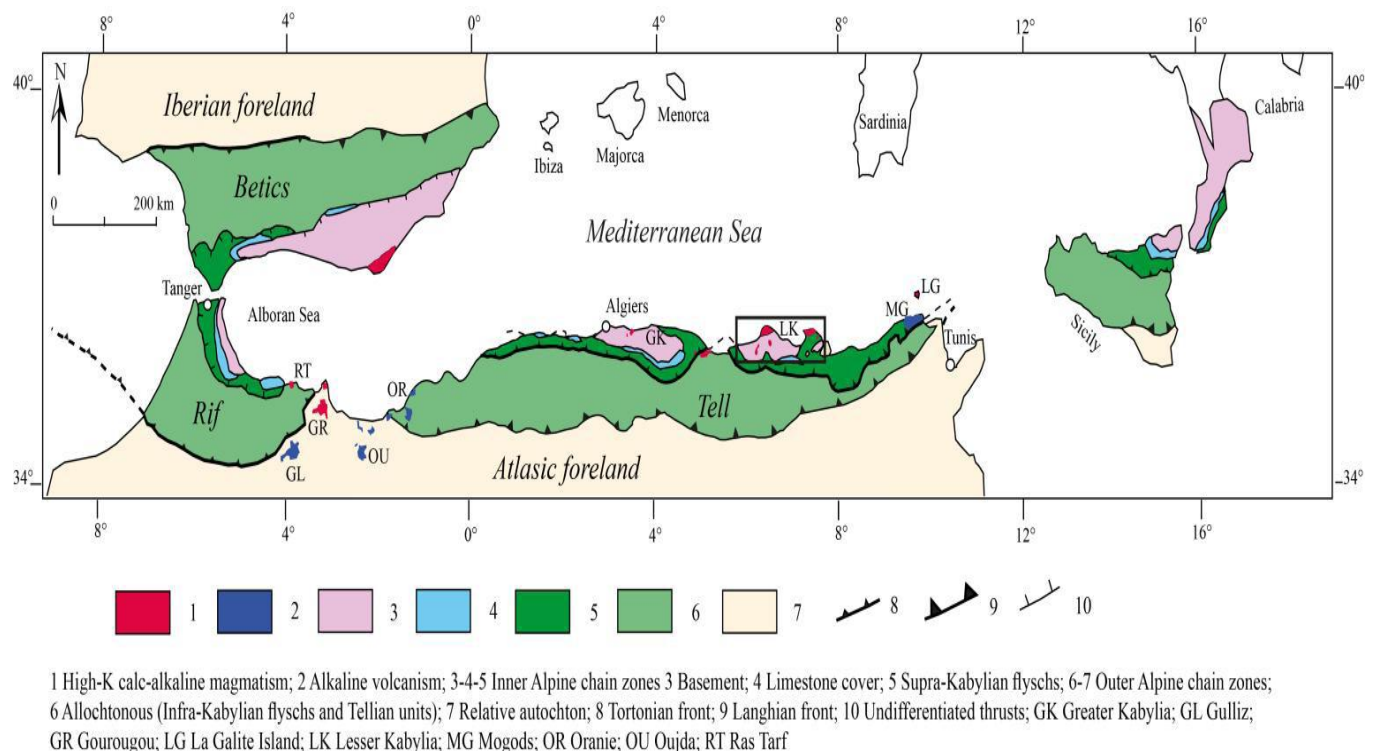 8° 4° 0° 4° 8° 12° 16°
40° N Iberian foreland Menorca Sardinia Calabria 40°
Majorca
Ibiza
Betics
0 200 km
Mediterranean Sea
Tanger Alboran Sea Algiers LG
MG LK GK Tunis Sicily
RT OR
Rif GR Tell
GL OU Atlasic foreland
34° 34°
8° 4° 0° 4° 8° 12° 16°
1 2 3 4 5 6 7 8 9 10
1 High-K calc-alkaline magmatism; 2 Alkaline volcanism; 3-4-5 Inner Alpine chain zones 3 Basement; 4 Limestone cover; 5 Supra-Kabylian flyschs; 6-7 Outer Alpine chain zones;
6 Allochtonous (Infra-Kabylian flyschs and Tellian units); 7 Relative autochton; 8 Tortonian front; 9 Langhian front; 10 Undifferentiated thrusts; GK Greater Kabylia; GL Gulliz;
GR Gourougou; LG La Galite Island; LK Lesser Kabylia; MG Mogods; OR Oranie; OU Oujda; RT Ras Tarf